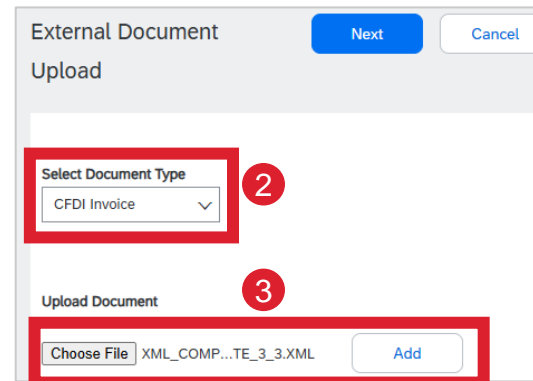 External Document
Upload
Next
Cancel
Select Document Type
CFDI Invoice
2
Upload Document
3
Choose File XML_COMP...TE_3_3.XML
Add